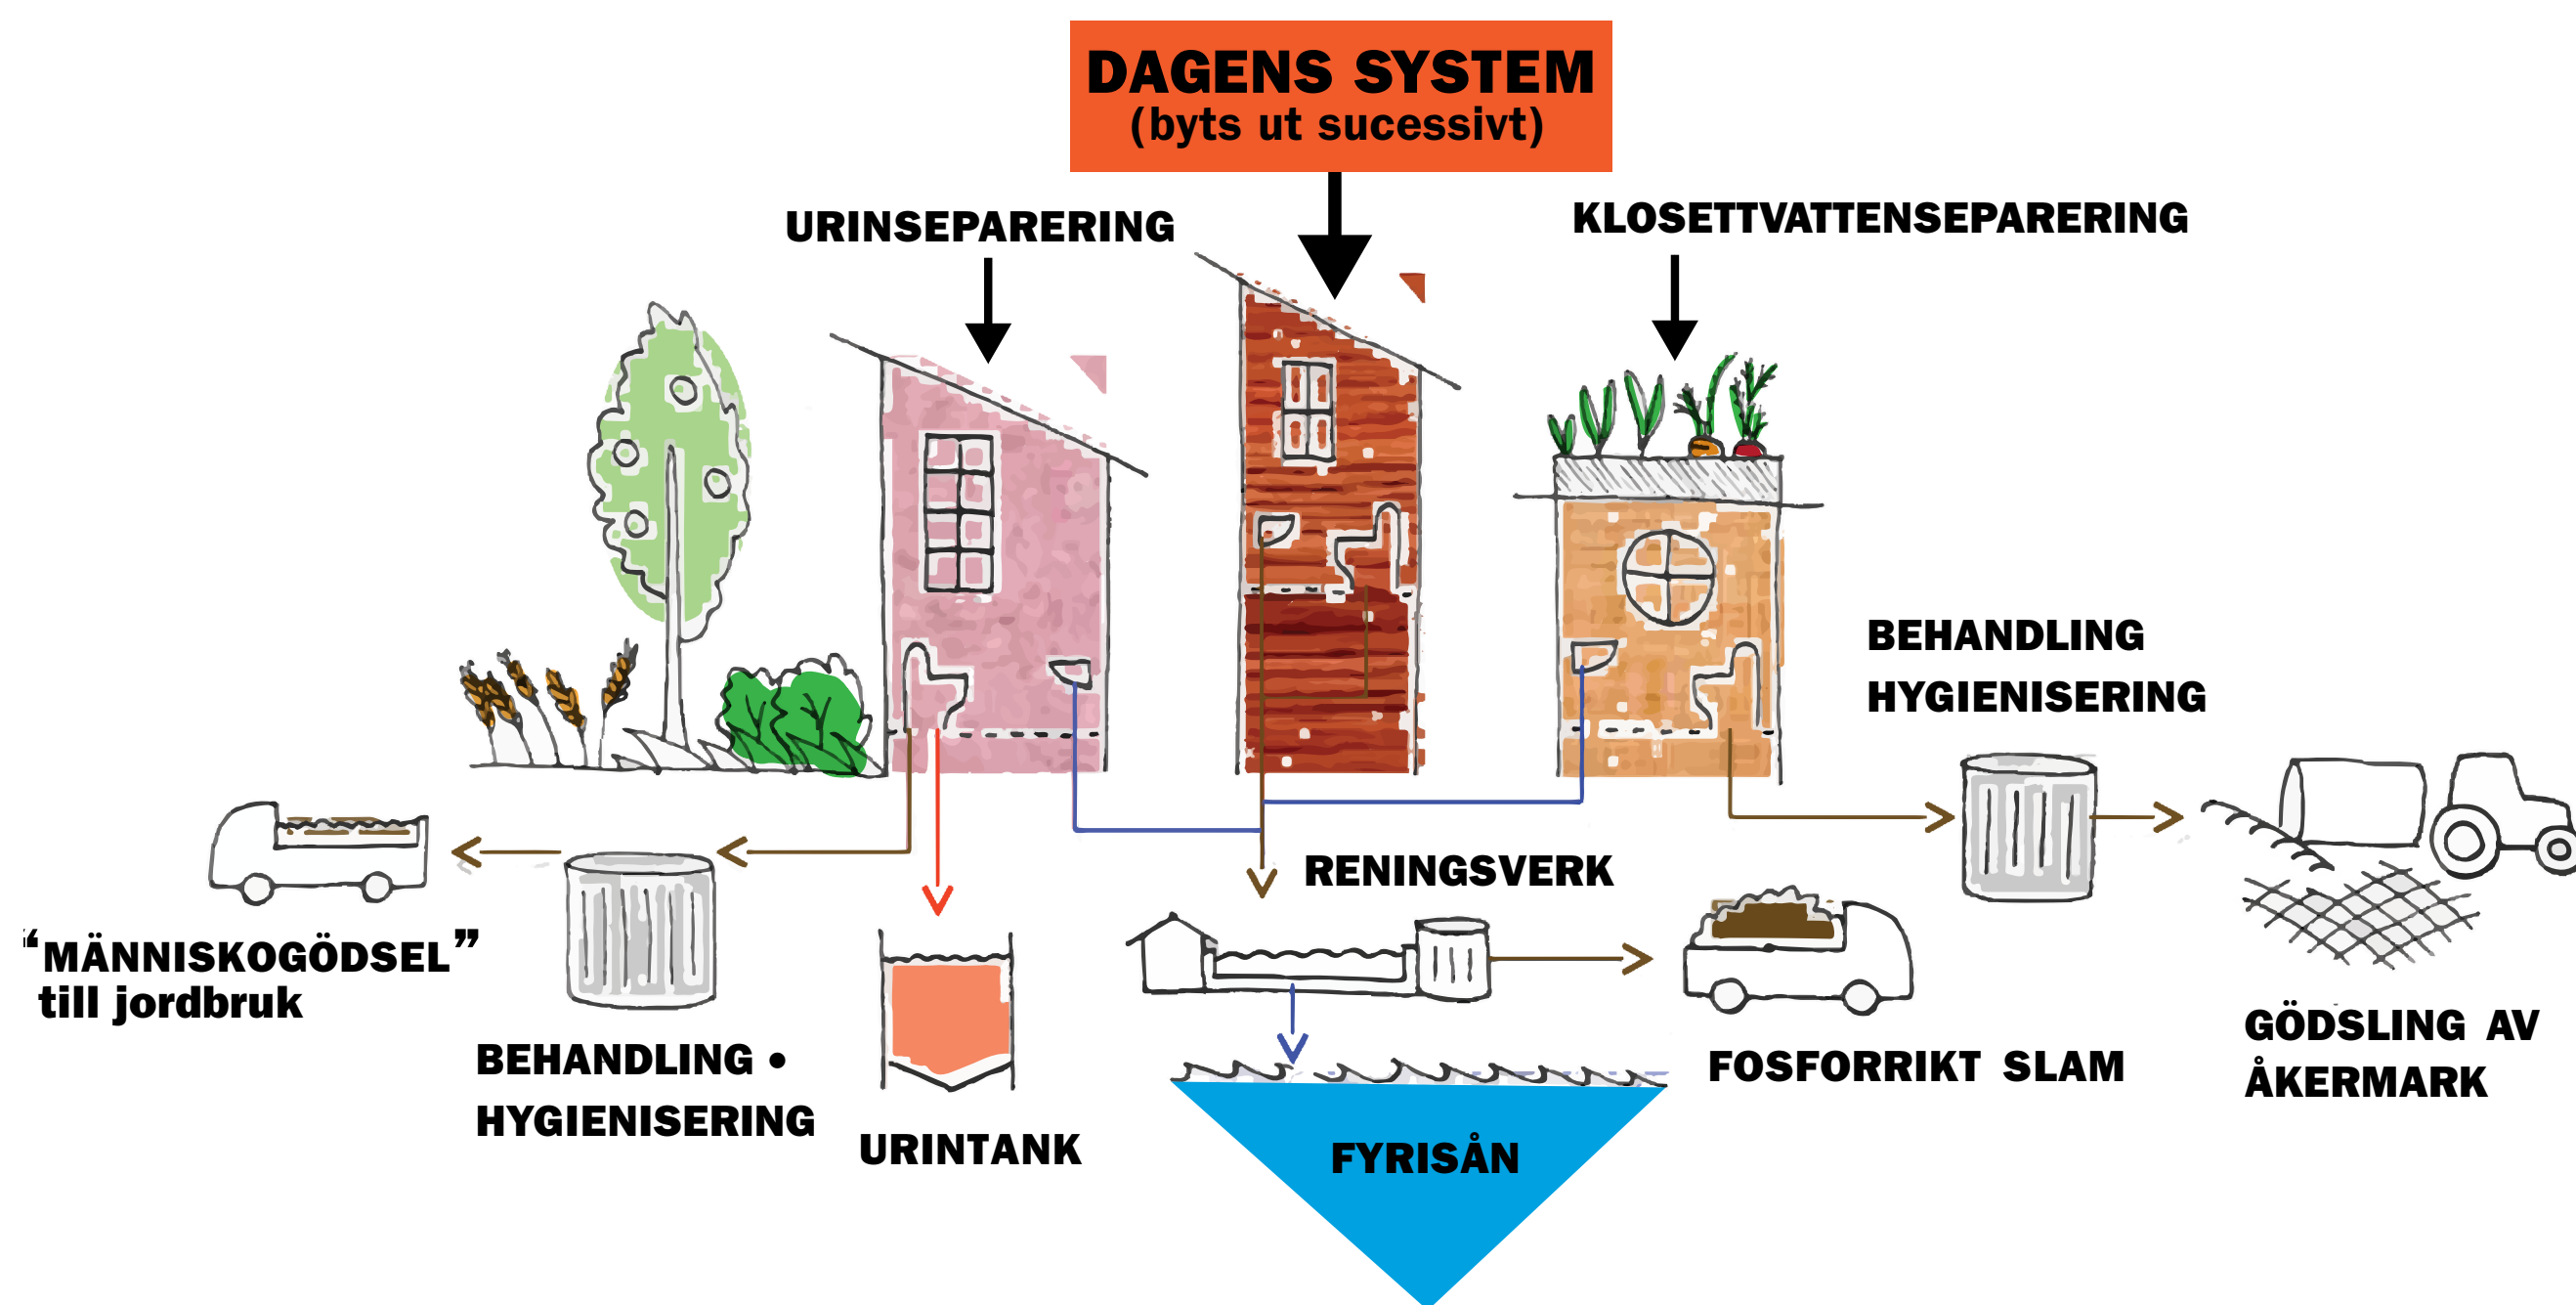 DAGENS SYSTEM
(byts ut sucessivt)
URINSEPARERING
KLOSETTVATTENSEPARERING
BEHANDLING
HYGIENISERING
RENINGSVERK
“MÄNNISKOGÖDSEL”
till jordbruk
BEHANDLING •
HYGIENISERING
URINTANK
FYRISÅN
FOSFORRIKT SLAM
GÖDSLING AV
ÅKERMARK